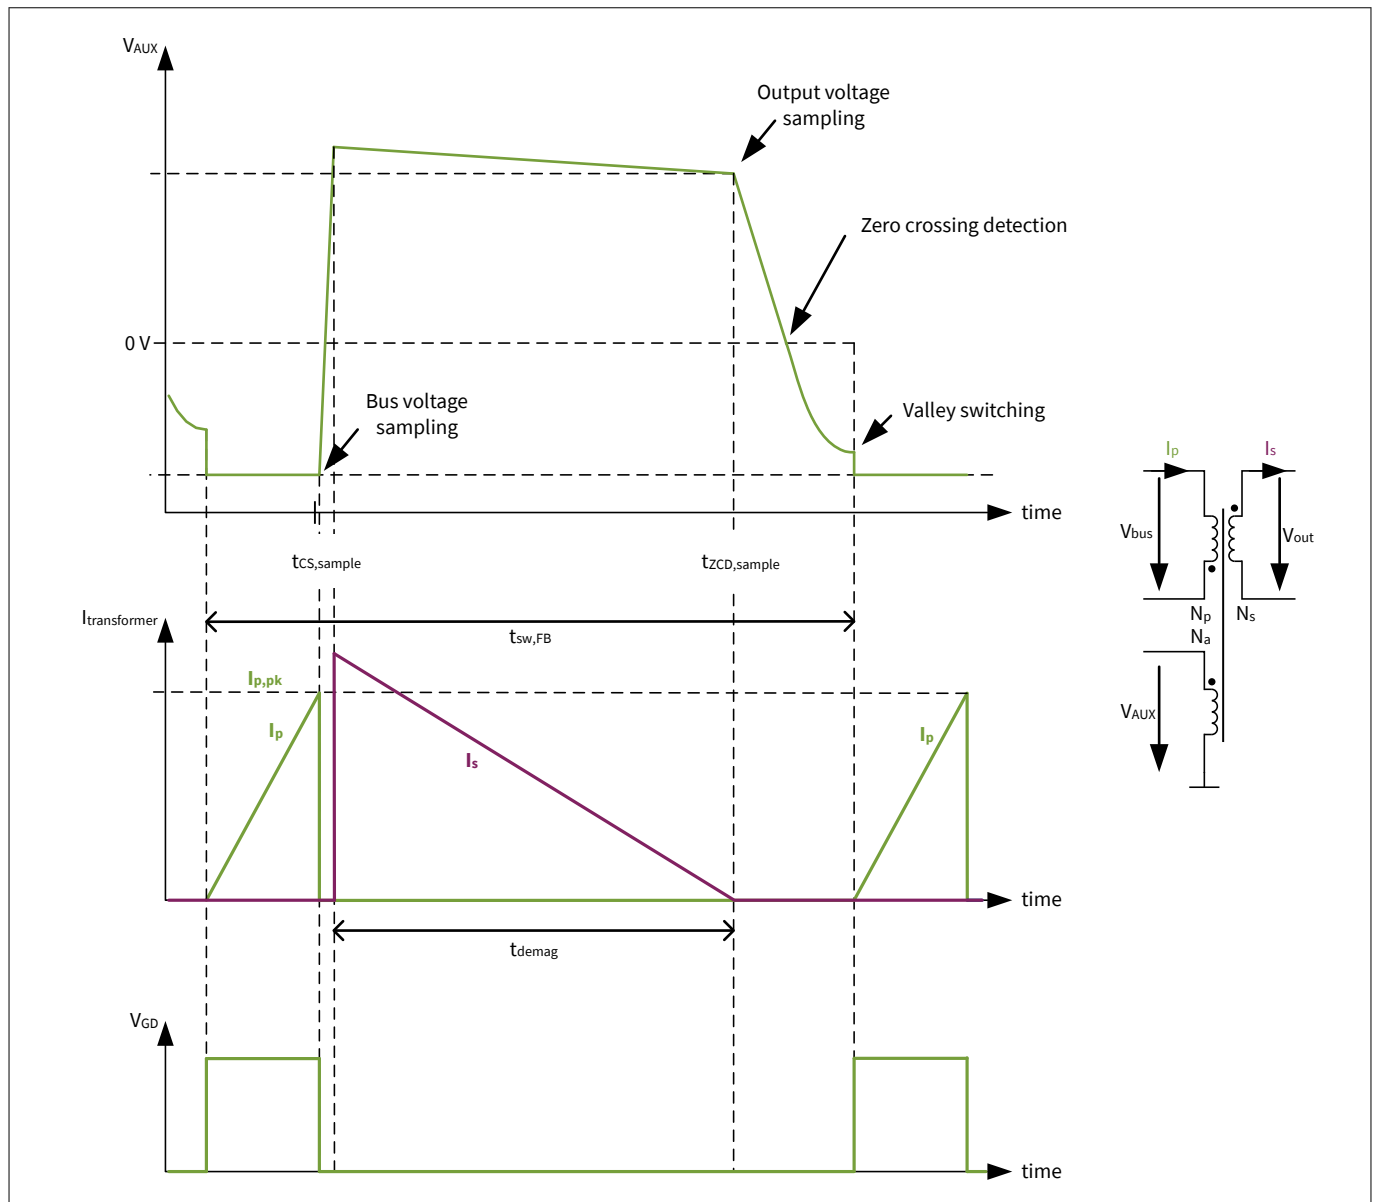 VAUX
Output voltage
sampling
Zero crossing detection
0 V
Bus voltage
sampling
Valley switching
time
tCS,sample
tZCD,sample
Itransformer
tsw,FB
Ip,pk
Ip
Is
Ip
time
tdemag
VGD
time
Ip
Is
Vbus
Vout
Np
Ns
Na
VAUX